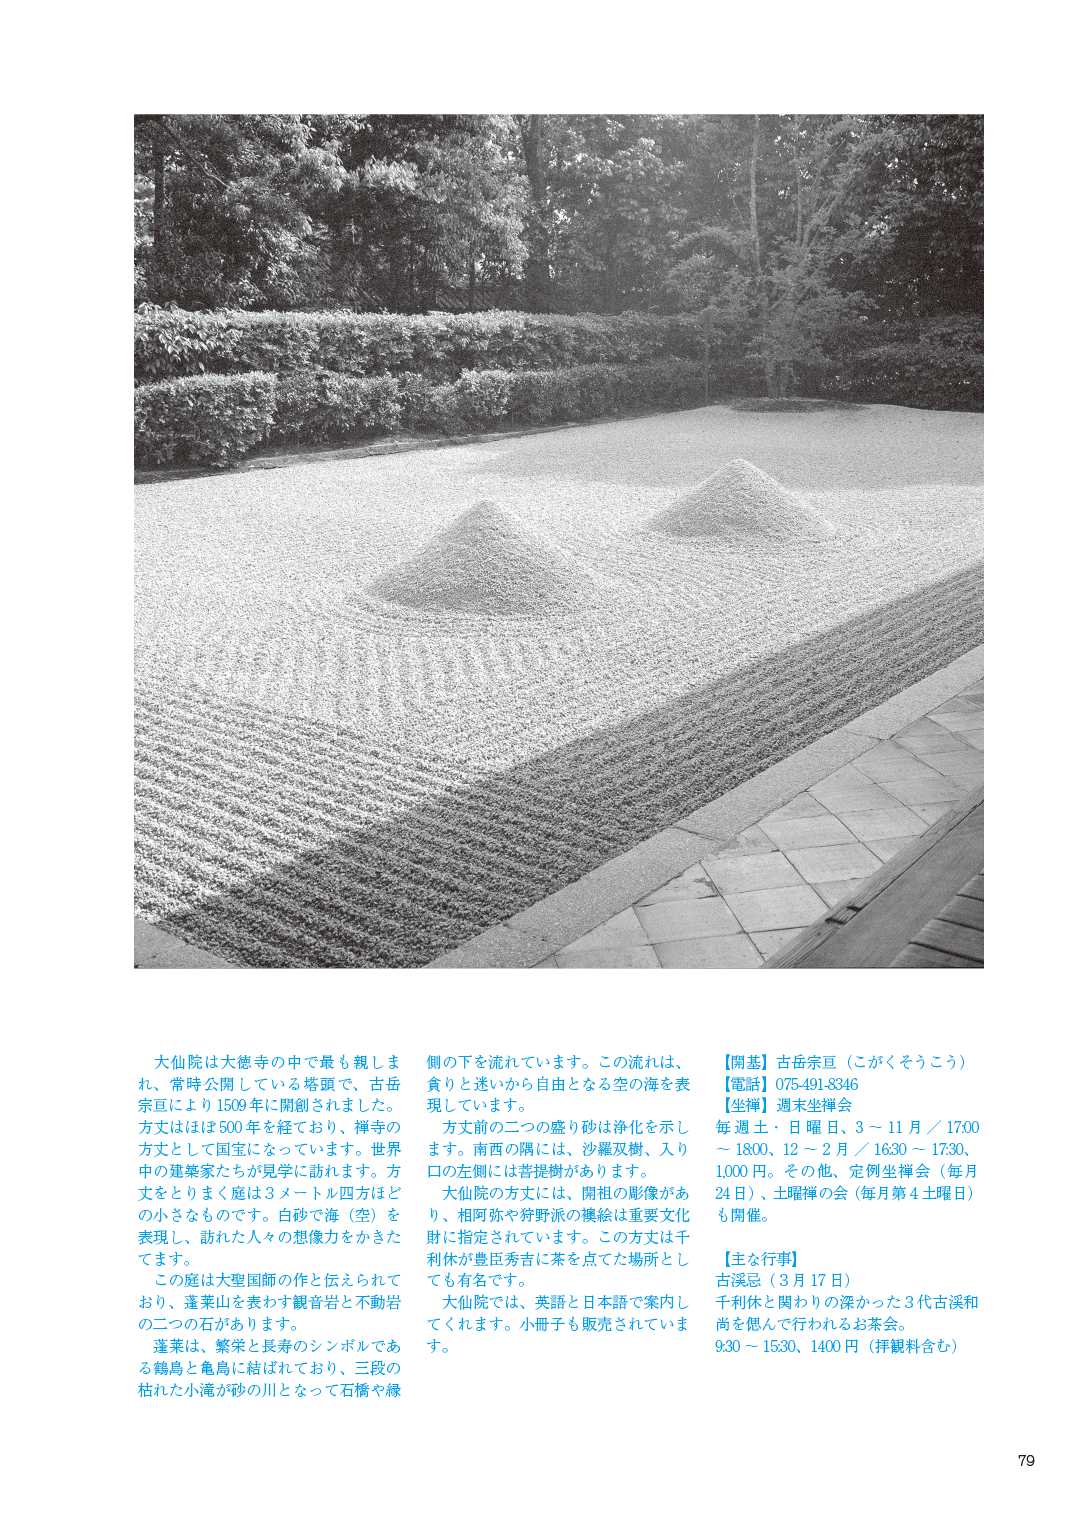 大仙院は大徳寺の中で最も親しま
れ、常時公開している塔頭で、古岳
宗亘により1509年に開創されました。
方丈はほぼ500年を経ており、禅寺の
方丈として国宝になっています。世界
中の建築家たちが見学に訪れます。方
丈をとりまく庭は３メートル四方ほど
の小さなものです。白砂で海（空）を
表現し、訪れた人々の想像力をかきた
てます。
この庭は大聖国師の作と伝えられて
おり、蓬莱山を表わす観音岩と不動岩
の二つの石があります。
蓬莱は、繁栄と長寿のシンボルであ
る鶴島と亀島に結ばれており、三段の
枯れた小滝が砂の川となって石橋や縁
側の下を流れています。この流れは、
貪りと迷いから自由となる空の海を表
現しています。
方丈前の二つの盛り砂は浄化を示し
ます。南西の隅には、沙羅双樹、入り
口の左側には菩提樹があります。
大仙院の方丈には、開祖の彫像があ
り、相阿弥や狩野派の襖絵は重要文化
財に指定されています。この方丈は千
利休が豊臣秀吉に茶を点てた場所とし
ても有名です。
大仙院では、英語と日本語で案内し
てくれます。小冊子も販売されていま
す。
【開基】古岳宗亘（こがくそうこう）
【電話】075-491-8346
【坐禅】週末坐禅会
毎週土・日曜日、3 ～ 11 月／ 17:00
～ 18:00、12 ～ 2 月／ 16:30 ～ 17:30、
1,000 円。その他、定例坐禅会（毎月
24日）、土曜禅の会（毎月第４土曜日）
も開催。
【主な行事】
古渓忌（３月 17 日）
千利休と関わりの深かった３代古渓和
尚を偲んで行われるお茶会。
9:30 ～ 15:30、1400 円（拝観料含む）
79